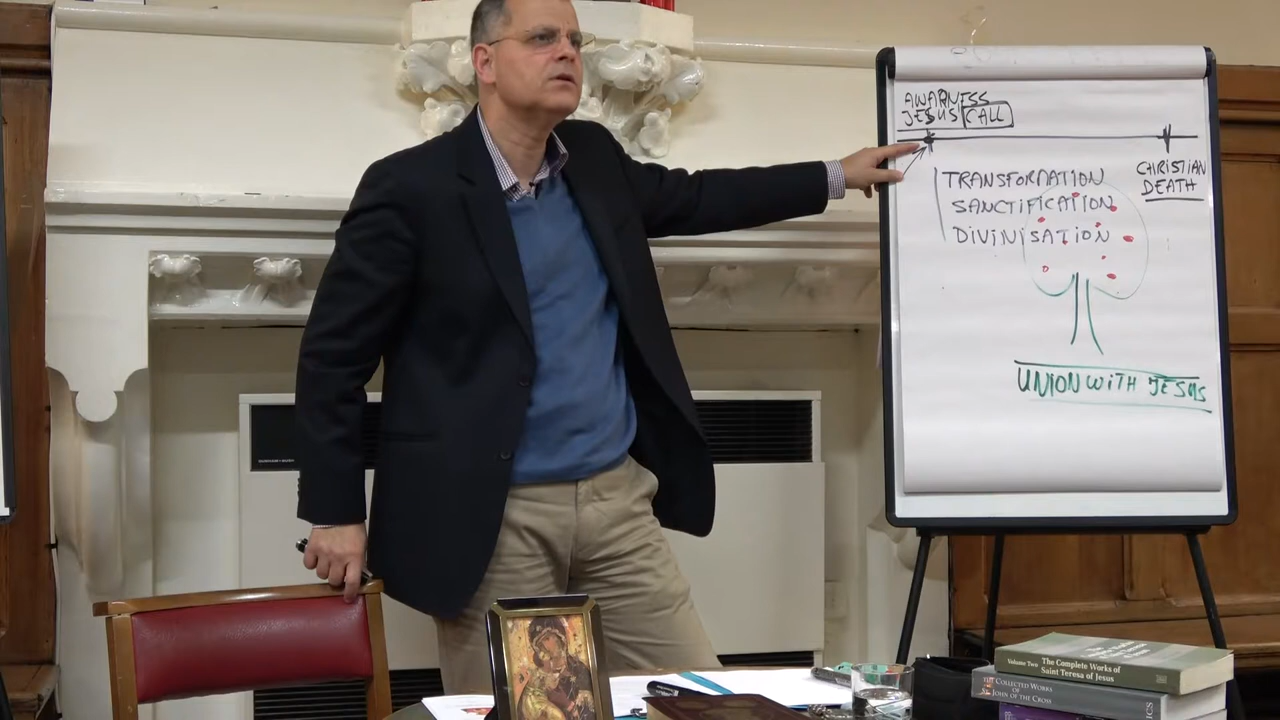 AWARNESS
JESUS CALL
CHRISTIAN
DEATH
TRANSFORMATION
SANCTIFICATION
DIVINISATION
UNION WITH JESUS
Volume Two The Complete Works of
Saint Teresa of Jesus
THE COLLECTED WORKS
OF
ST JOHN OF THE CROSS